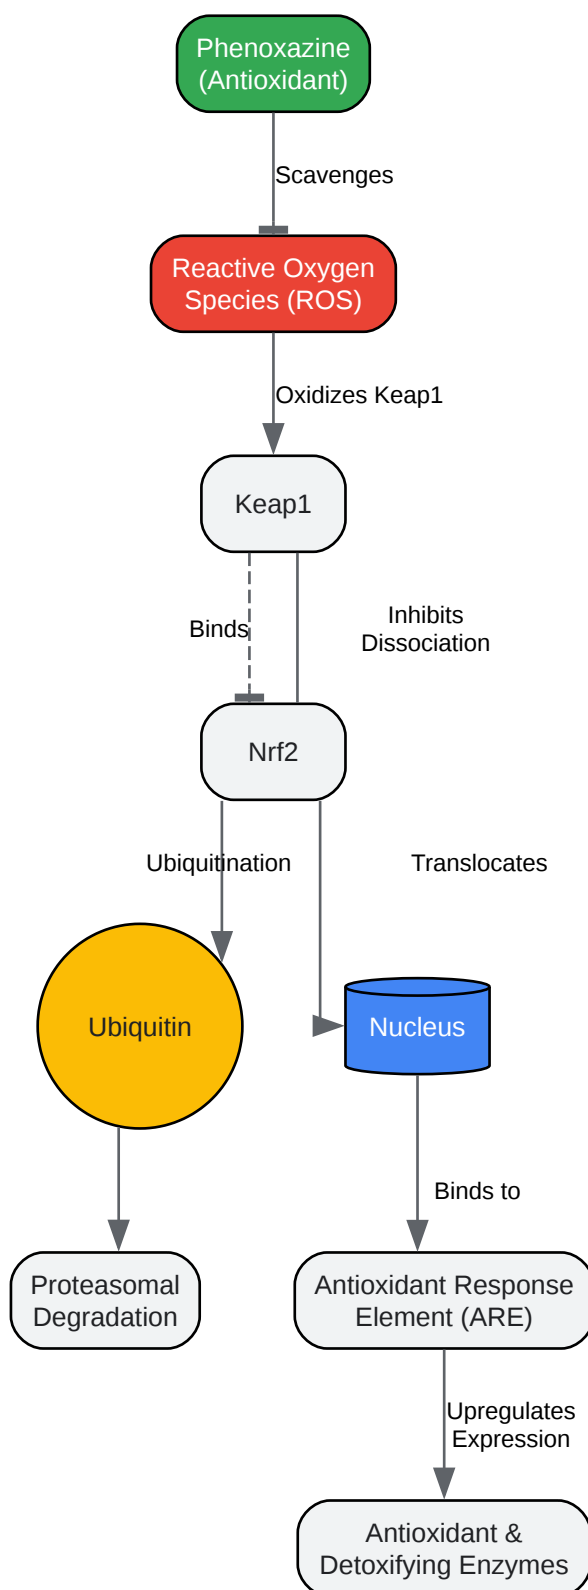 Phenoxazine
(Antioxidant)
Scavenges
Reactive Oxygen
Species (ROS)
Oxidizes Keap1
Keap1
Binds
Inhibits
Dissociation
Nrf2
Ubiquitination
Translocates
Ubiquitin
Nucleus
Binds to
Proteasomal
Degradation
Antioxidant Response
Element (ARE)
Upregulates
Expression
Antioxidant &
Detoxifying Enzymes